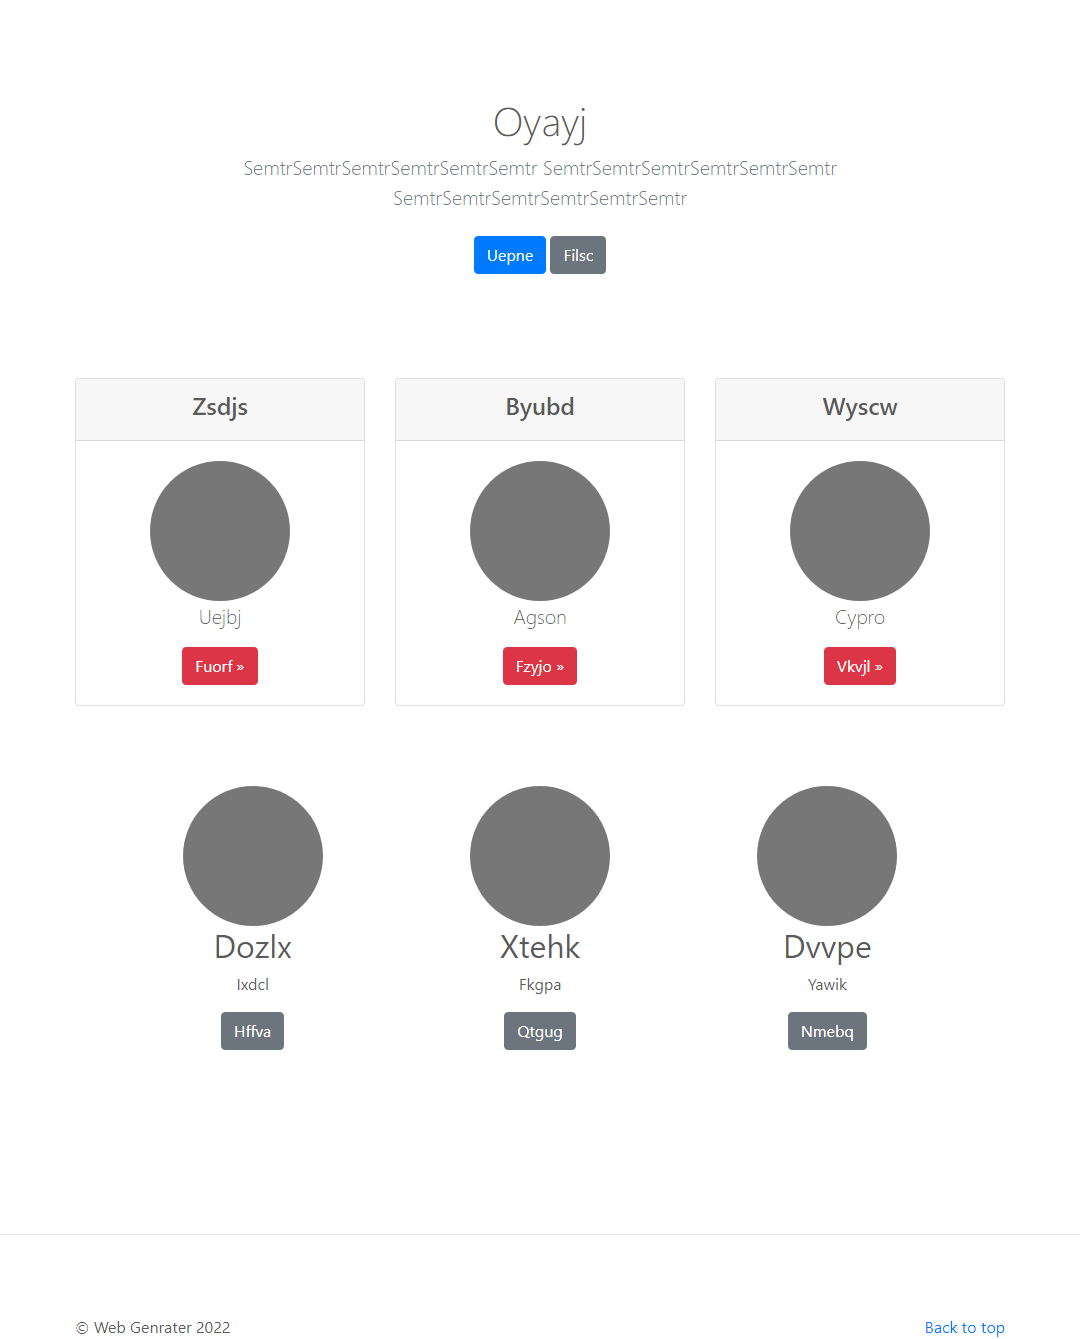 Oyayj
SemtrSemtrSemtrSemtrSemtrSemtr SemtrSemtrSemtrSemtrSemtrSemtr
SemtrSemtrSemtrSemtrSemtrSemtr
Uepne Filsc
Zsdjs
Uejbj
Fuorf »
Byubd
Agson
Fzyjo »
Wyscw
Cypro
Vkvjl »
Dozlx
Ixdcl
Hffva
Xtehk
Fkgpa
Qtgug
Dvvpe
Yawik
Nmebq
© Web Genrater 2022
Back to top